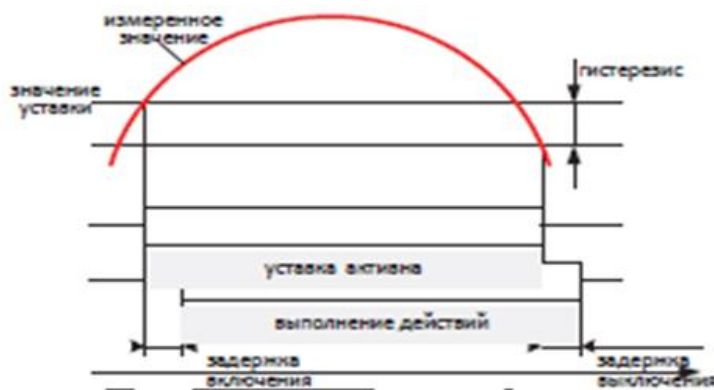 измеренное
значение
гистерезис
значение
уставки
уставка активна
выполнение действий
задержка
включения
задержка
выключения